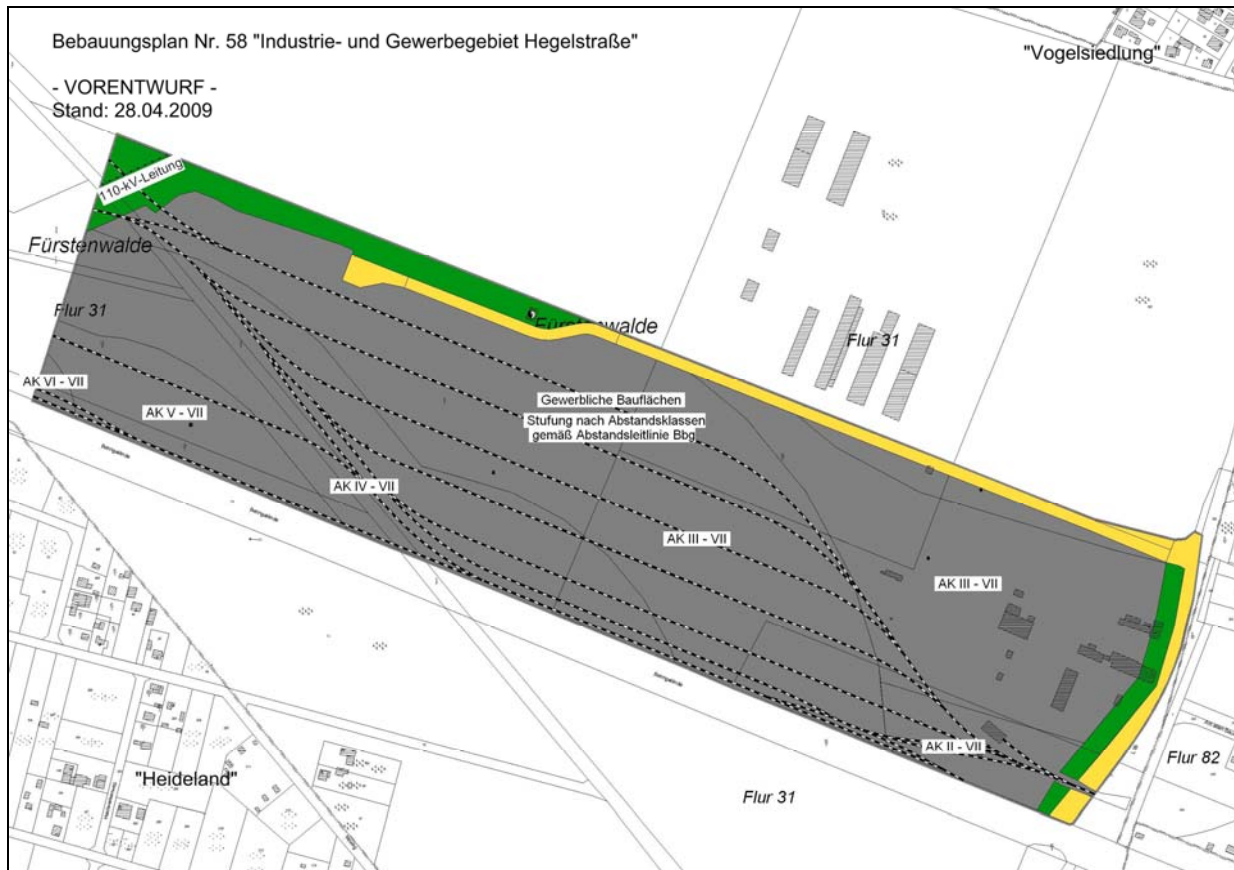 Bebauungsplan Nr. 58 "Industrie- und Gewerbegebiet Hegelstraße"
- VORENTWURF -
Stand: 28.04.2009
"Vogelsiedlung"
110-kV-Leitung
Fürstenwalde
Flur 31
Fürstenwalde
Flur 31
AK VI - VII
AK V - VII
Gewerbliche Bauflächen
Stufung nach Abstandsklassen
gemäß Abstandsleitlinie Bbg
AK IV - VII
AK III - VII
AK III - VII
AK II - VII
"Heideland"
Flur 31
Flur 82